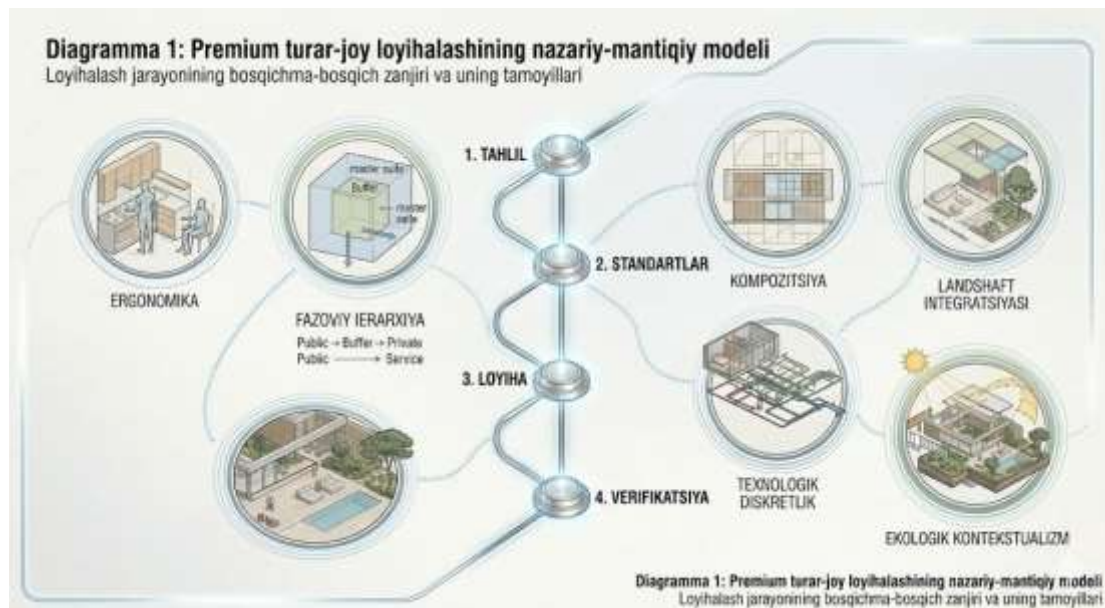 Diagramma 1: Premium turar-joy loyihalashining nazariy-mantiqiy modeli
Loyihalash jarayonining bosqichma-bosqich zanjiri va uning tamoyillari
1. TAHLIL
2. STANDARTLAR
3. LOYIHA
4. VERIFIKATSIYA
ERGONOMIKA
master suite
Buffer
master
FAZOVIY IERARXIYA
Public → Buffer → Private
Public → Service
KOMPOZITSIYA
LANDSHAFT
INTEGRATSIYASI
TEXNOLOGIK
DISKRETLIK
EKOLOGIK KONTEKSTUALIZM
Diagramma 1: Premium turar-joy loyihalashining nazariy-mantiqiy modeli
Loyihalash jarayonining bosqichma-bosqich zanjiri va uning tamoyillari